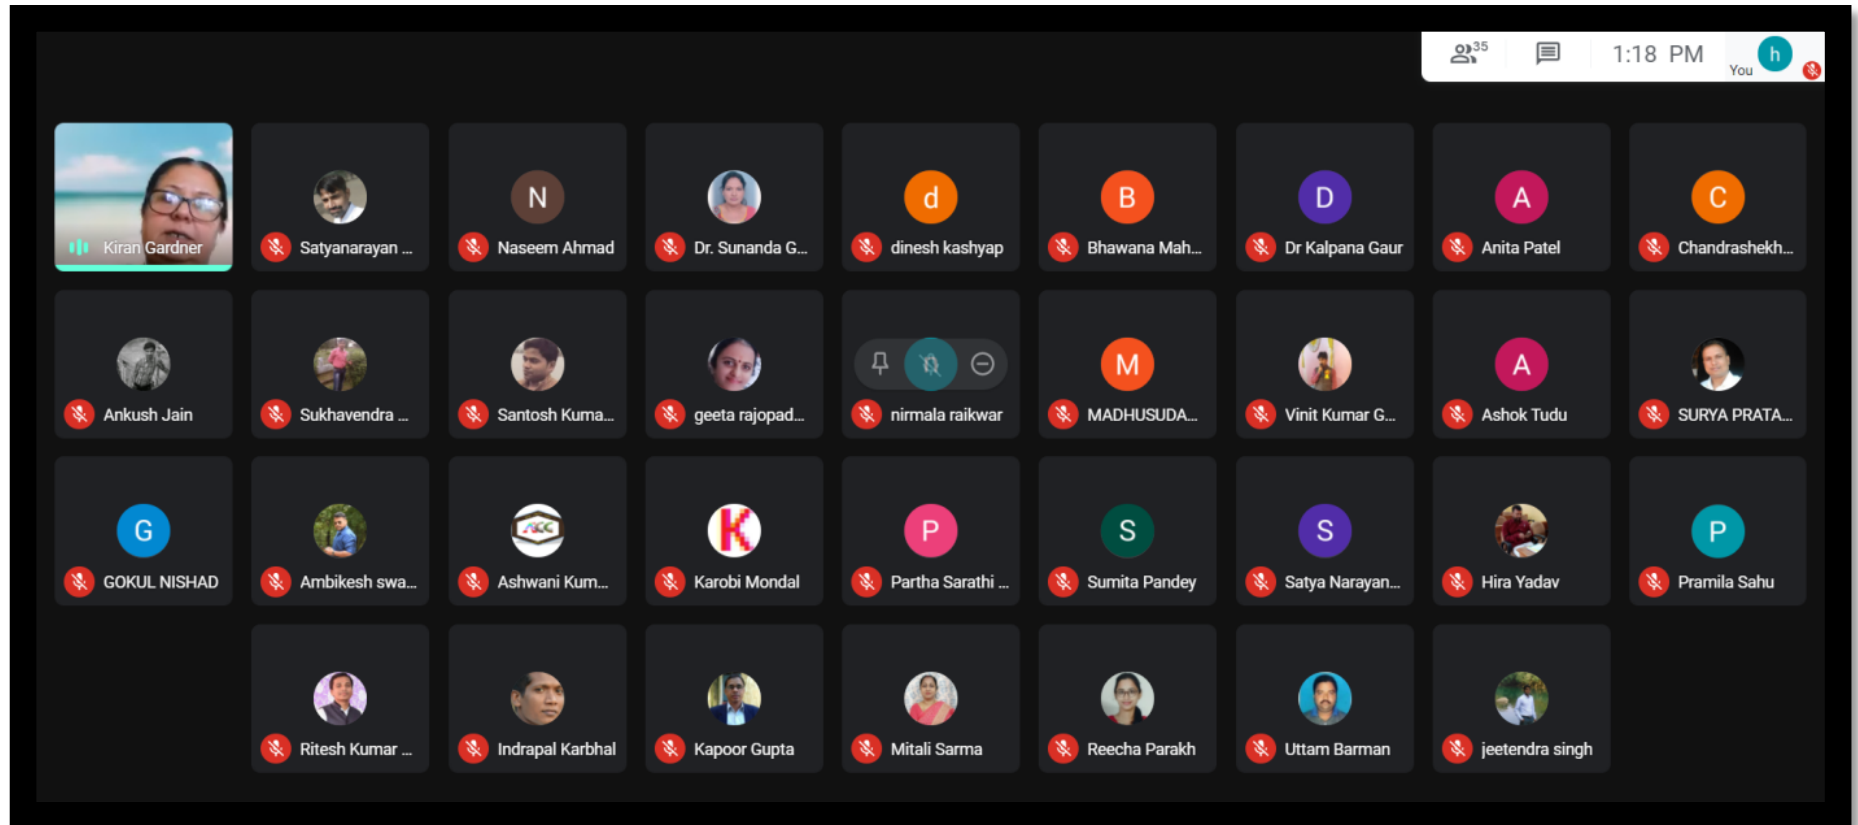 35 1:18 PM You h
Kiran Gardner
Satyanarayan ...
N
Naseem Ahmad
Dr. Sunanda G...
d
dinesh kashyap
B
Bhawana Mah...
D
Dr Kalpana Gaur
A
Anita Patel
C
Chandrashekh...
Ankush Jain
Sukhavendra ...
Santosh Kuma...
geeta rajopad...
nirmala raikwar
M
MADHUSUDA...
Vinit Kumar G...
A
Ashok Tudu
SURYA PRATA...
G
GOKUL NISHAD
Ambikesh swa...
ACC
Ashwani Kum...
K
Karobi Mondal
P
Partha Sarathi ...
S
Sumita Pandey
S
Satya Narayan...
Hira Yadav
P
Pramila Sahu
Ritesh Kumar ...
Indrapal Karbhal
Kapoor Gupta
Mitali Sarma
Reecha Parakh
Uttam Barman
jeetendra singh